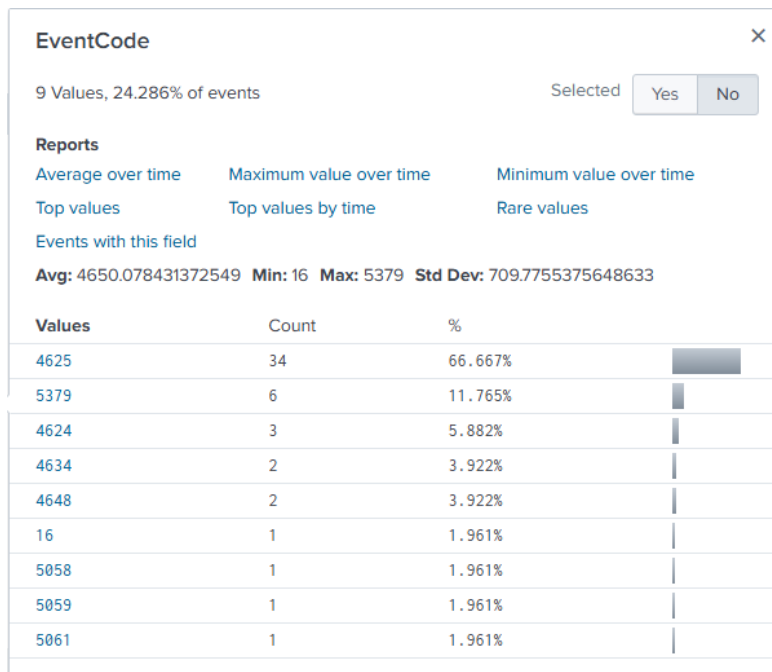 EventCode
9 Values, 24.286% of events Selected Yes No
Reports
Average over time Maximum value over time Minimum value over time
Top values Top values by time Rare values
Events with this field
Avg: 4650.078431372549 Min: 16 Max: 5379 Std Dev: 709.7755375648633
Values Count %
4625 34 66.667%
5379 6 11.765%
4624 3 5.882%
4634 2 3.922%
4648 2 3.922%
16 1 1.961%
5058 1 1.961%
5059 1 1.961%
5061 1 1.961%